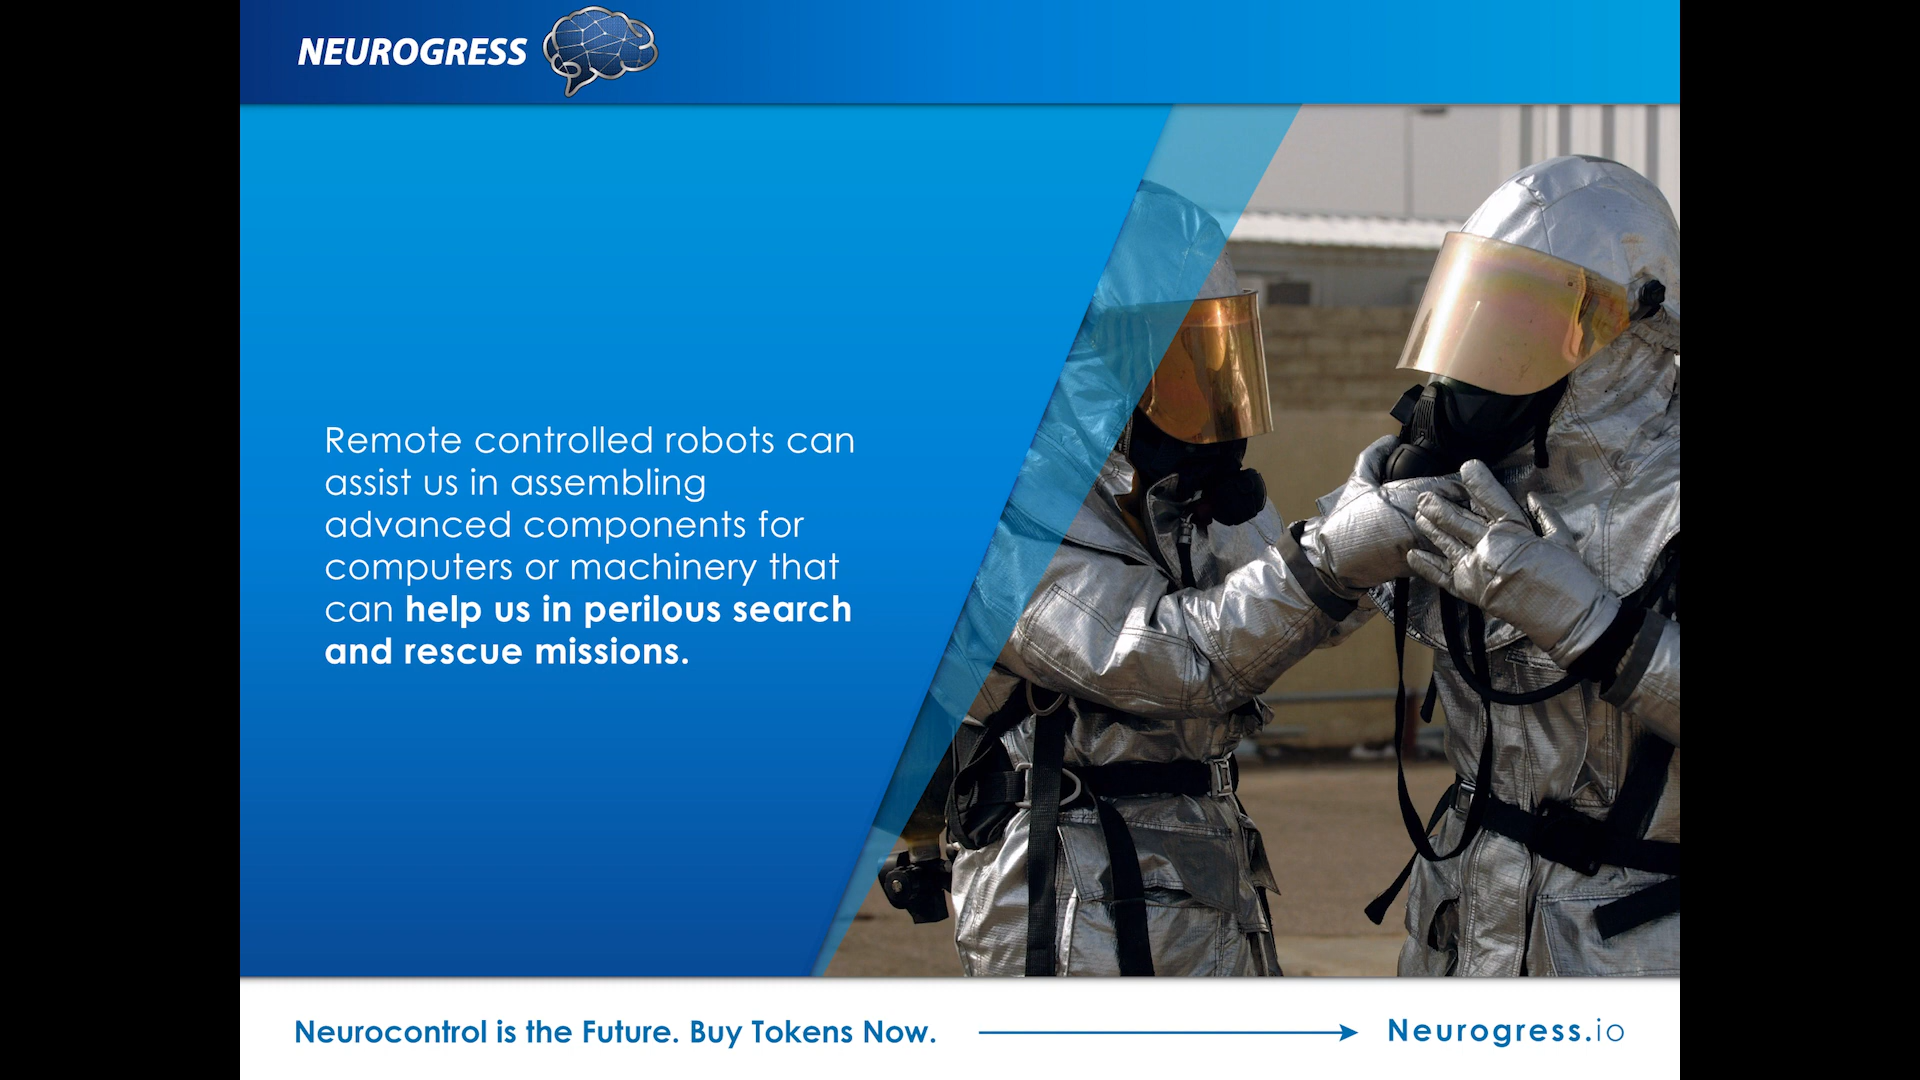 NEUROGRESS
Remote controlled robots can
assist us in assembling
advanced components for
computers or machinery that
can help us in perilous search
and rescue missions.
Neurocontrol is the Future. Buy Tokens Now.
Neurogress.io